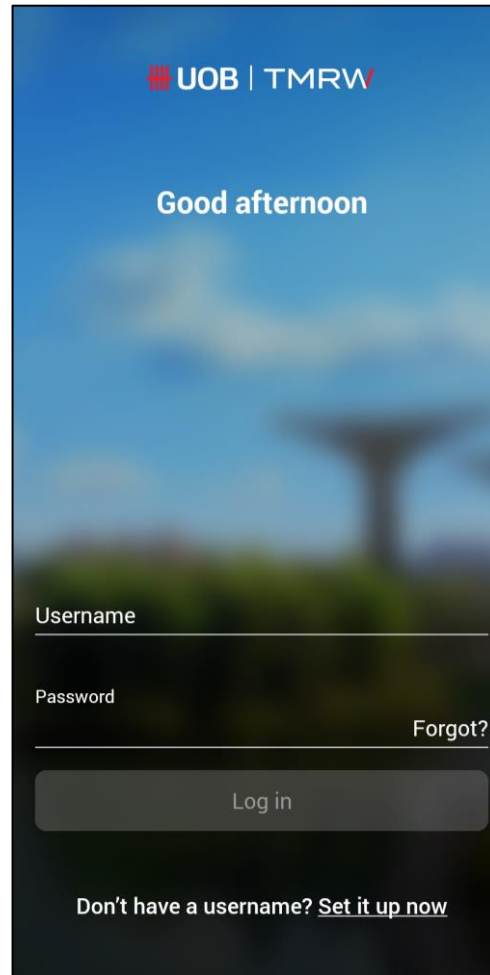 UOB | TMRW
Good afternoon
Username
Password
Forgot?
Log in
Don't have a username? Set it up now